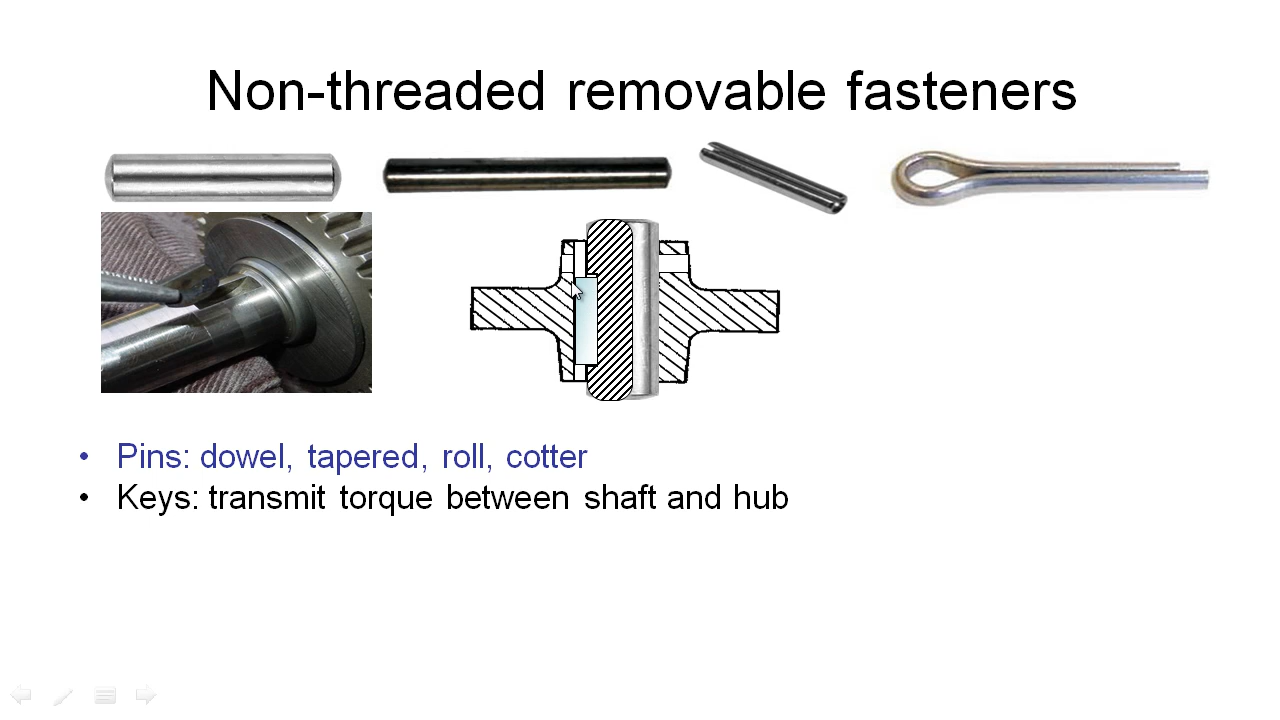 Non-threaded removable fasteners
• Pins: dowel, tapered, roll, cotter
• Keys: transmit torque between shaft and hub